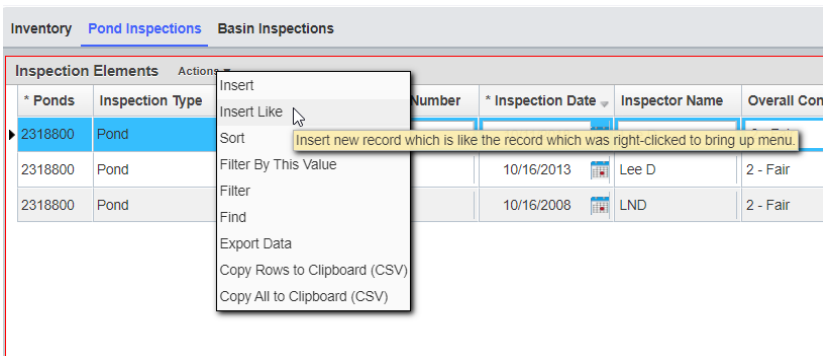 Inventory Pond Inspections Basin Inspections
Inspection Elements Actions
* Ponds Inspection Type Number * Inspection Date Inspector Name Overall Con
2318800 Pond
2318800 Pond 10/16/2013 Lee D 2 - Fair
2318800 Pond 10/16/2008 LND 2 - Fair
Insert
Insert Like
Insert new record which is like the record which was right-clicked to bring up menu.
Sort
Filter By This Value
Filter
Find
Export Data
Copy Rows to Clipboard (CSV)
Copy All to Clipboard (CSV)